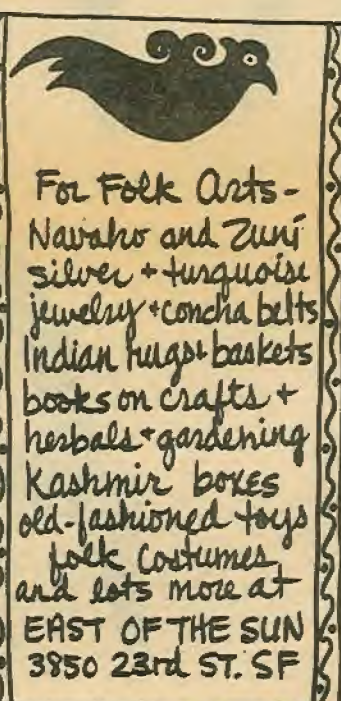 For Folk Arts-
Navaho and Zuni
silver + turquoise
jewelry + concha belts
Indian rugs + baskets
books on crafts +
herbals + gardening
Kashmir boxes
old-fashioned toys
folk costumes
and lots more at
EAST OF THE SUN
3850 23rd ST. SF